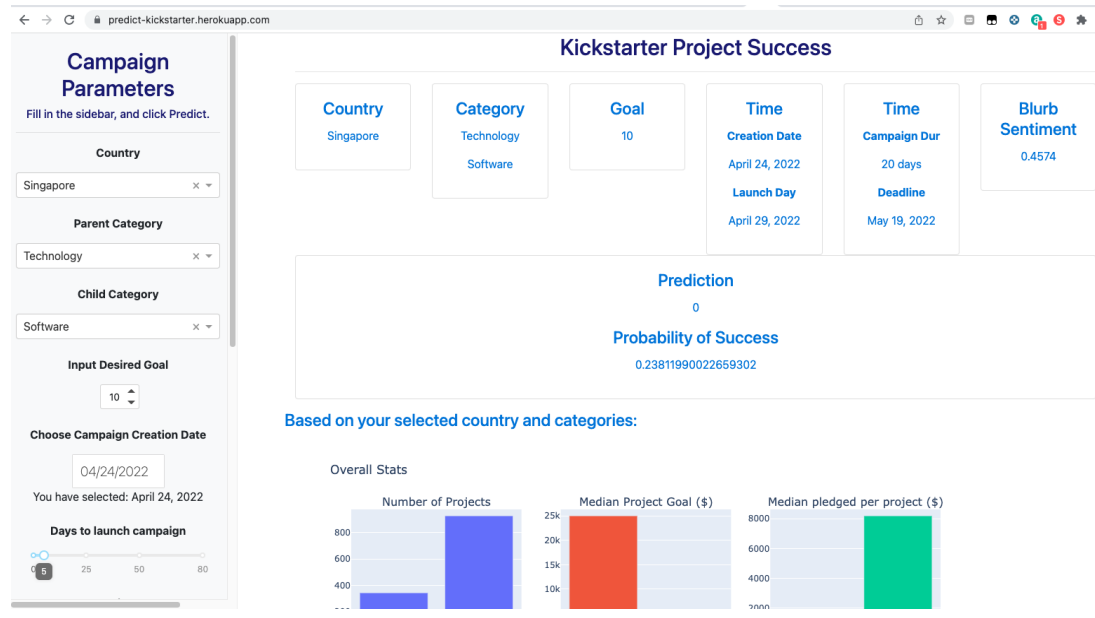 predict-kickstarter.herokuapp.com
Campaign
Parameters
Fill in the sidebar, and click Predict.
Country
Singapore
Parent Category
Technology
Child Category
Software
Input Desired Goal
10
Choose Campaign Creation Date
04/24/2022
You have selected: April 24, 2022
Days to launch campaign
5
25
50
80
Kickstarter Project Success
Country
Singapore
Category
Technology
Software
Goal
10
Time
Creation Date
April 24, 2022
Launch Day
April 29, 2022
Time
Campaign Dur
20 days
Deadline
May 19, 2022
Blurb
Sentiment
0.4574
Prediction
0
Probability of Success
0.23811990022659302
Based on your selected country and categories:
Overall Stats
Number of Projects
800
600
400
Median Project Goal ($)
25k
20k
15k
10k
Median pledged per project ($)
8000
6000
4000
2000